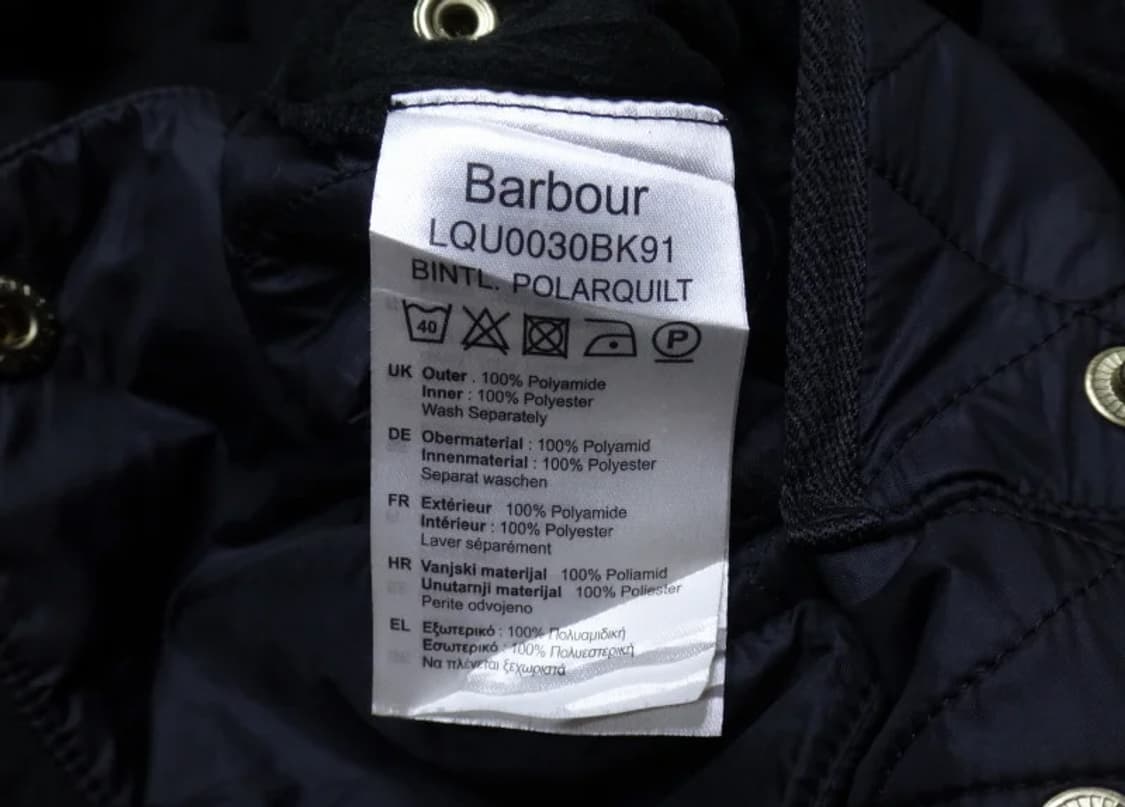 Barbour
LQU0030BK91
BINTL. POLARQUILT
40 P
UK Outer . 100% Polyamide
Inner : 100% Polyester
Wash Separately
DE Obermaterial : 100% Polyamid
Innenmaterial : 100% Polyester
Separat waschen
FR Extérieur 100% Polyamide
Intérieur : 100% Polyester
Laver séparément
HR Vanjski materijal 100% Poliamid
Unutarnji materijal 100% Poliester
Perite odvojeno
EL Εξωτερικό : 100% Πολυαμιδική
Εσωτερικό : 100% Πολυεστερική
Να πλένεται ξεχωριστά